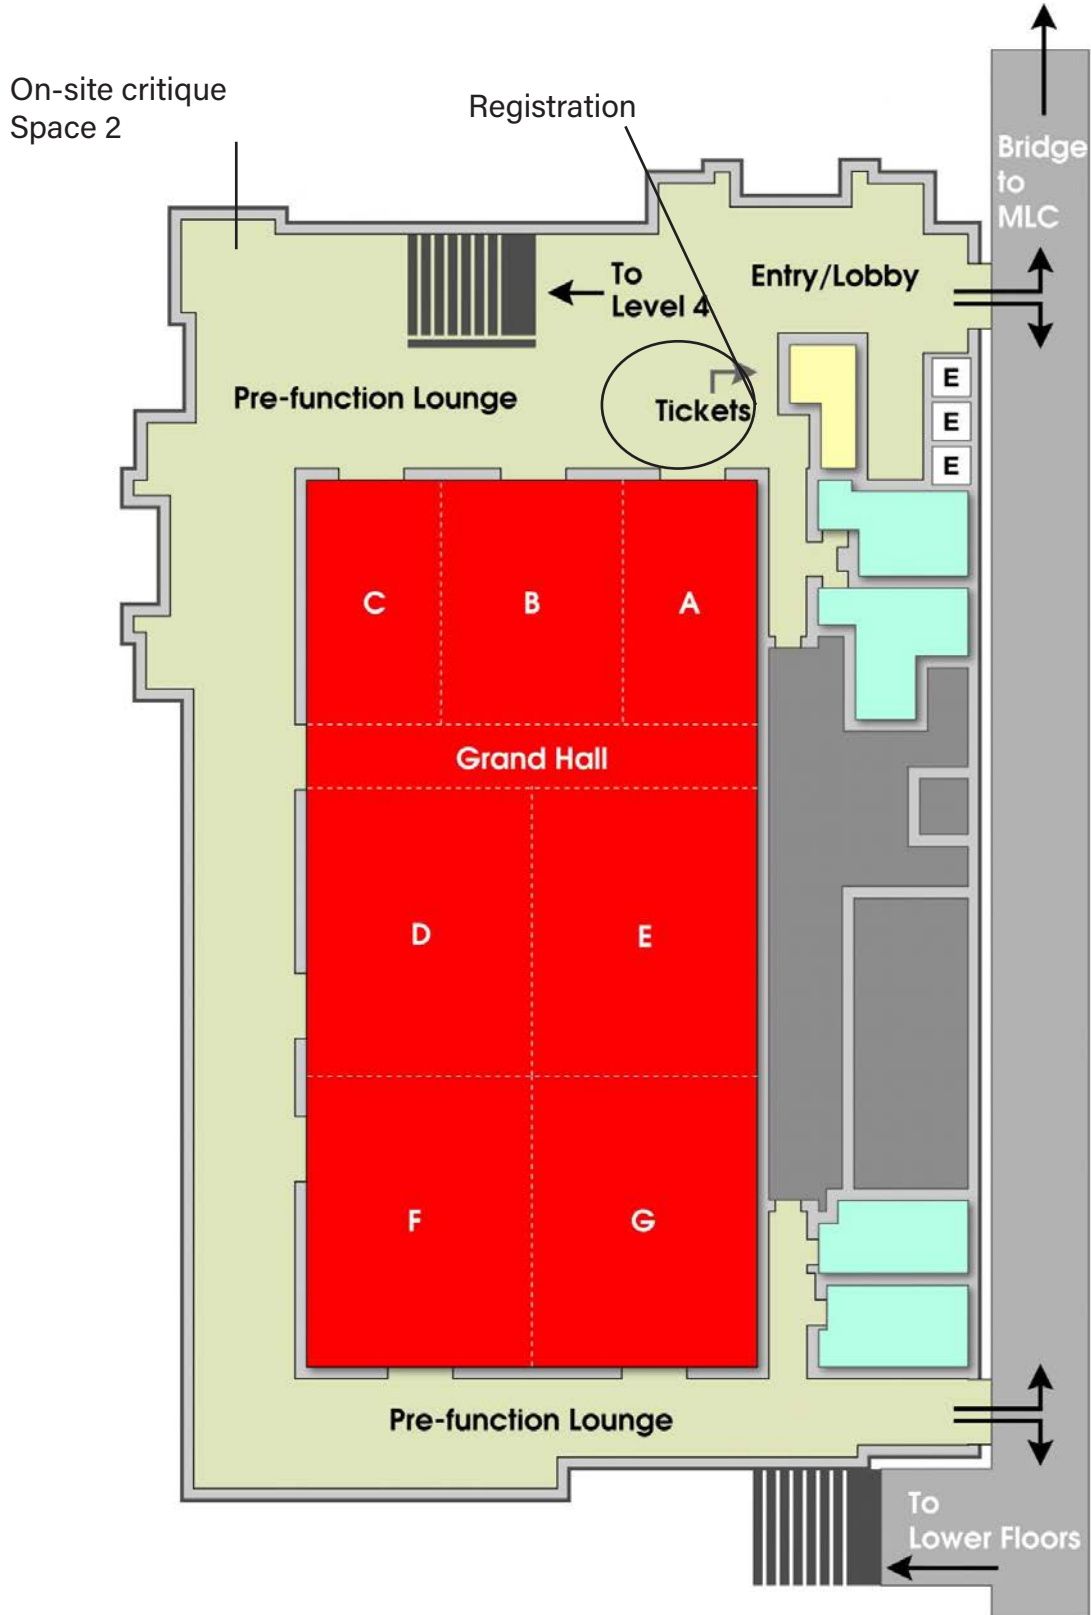 On-site critique
Space 2
Registration
Bridge
to
MLC
To
Level 4
Entry/Lobby
Pre-function Lounge
Tickets
E
E
E
C
B
A
Grand Hall
D
E
F
G
Pre-function Lounge
To
Lower Floors